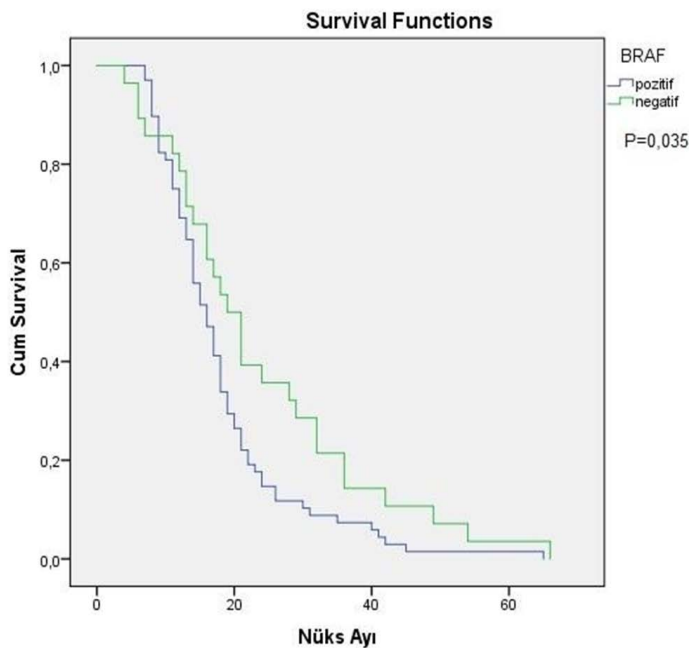 Survival Functions
BRAF
pozitif
negatif
P=0,035
Cum Survival
1,0
0,8
0,6
0,4
0,2
0,0
0 20 40 60
Nüks Ayı